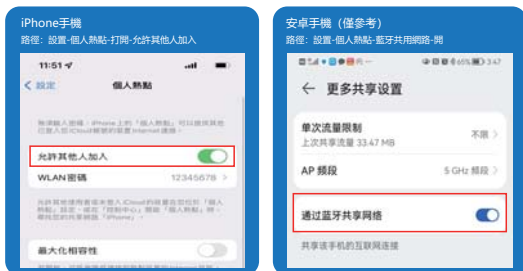 iPhone手機
路徑：設置-個人熱點-打開-允許其他人加入
11:51
設定
個人熱點
允許其他人加入
WLAN 密碼 12345678
最大化相容性
安卓手機（僅參考）
路徑：設置-個人熱點-藍牙共用網路-開
3:47
更多共享设置
单次流量限制
不限
上次共享流量 33.47 MB
AP 频段 5 GHz 频段
通过蓝牙共享网络
共享该手机的互联网连接